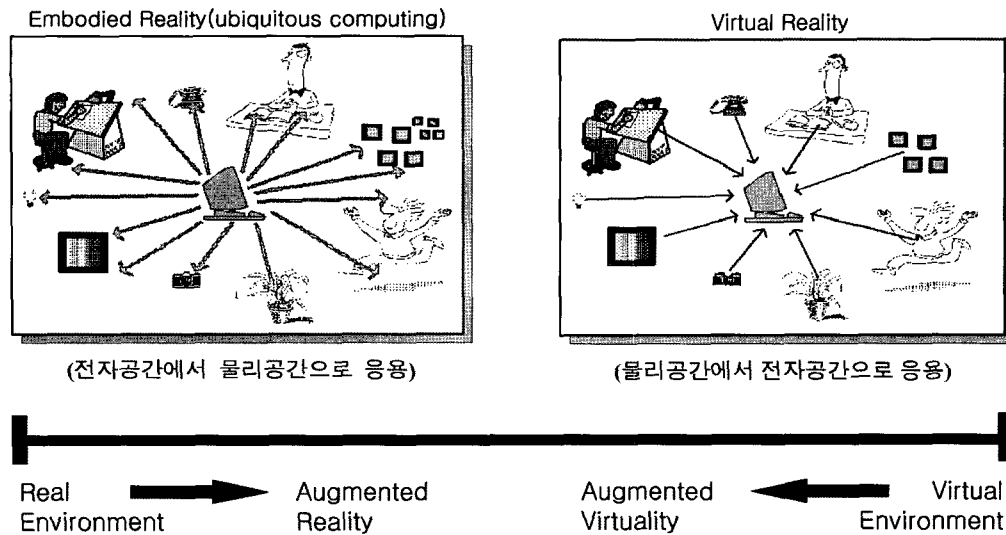 Embodied Reality(ubiquitous computing)
Virtual Reality
(전자공간에서 물리공간으로 응용)
(물리공간에서 전자공간으로 응용)
Real Environment
Augmented Reality
Augmented Virtuality
Virtual Environment